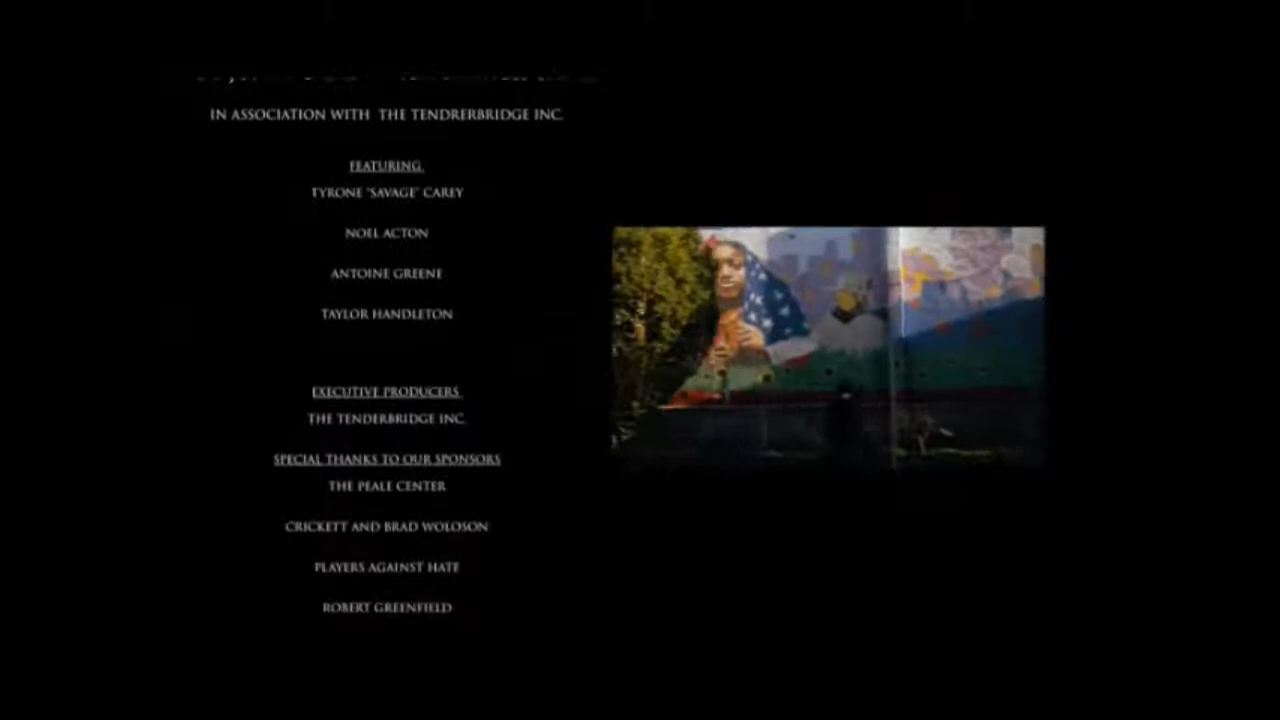 IN ASSOCIATION WITH THE TENDRERBRIDGE INC.
FEATURING
TYRONE "SAVAGE" CAREY
NOEL ACTON
ANTOINE GREENE
TAYLOR HANDLETON
EXECUTIVE PRODUCERS
THE TENDERBRIDGE INC.
SPECIAL THANKS TO OUR SPONSORS
THE PEALE CENTER
CRICKETT AND BRAD WOLOSON
PLAYERS AGAINST HATE
ROBERT GREENFIELD